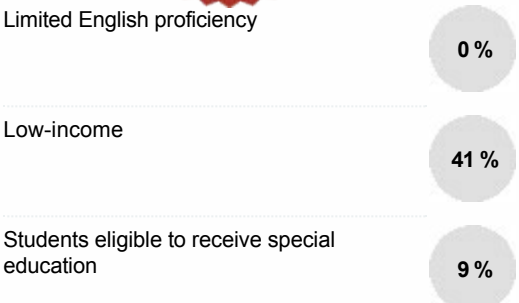 Limited English proficiency
0 %
Low-income
41 %
Students eligible to receive special
education
9 %